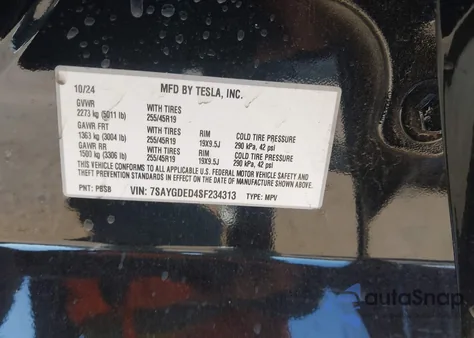 10/24 MFD BY TESLA, INC.
GVWR WITH TIRES
2273 kg (5011 lb) 255/45R19
GAWR FRT WITH TIRES RIM COLD TIRE PRESSURE
1363 kg (3004 lb) 255/45R19 19X9.5J 290 kPa, 42 psi
GAWR RR WITH TIRES RIM COLD TIRE PRESSURE
1500 kg (3306 lb) 255/45R19 19X9.5J 290 kPa, 42 psi
THIS VEHICLE CONFORMS TO ALL APPLICABLE U.S. FEDERAL MOTOR VEHICLE SAFETY AND
THEFT PREVENTION STANDARDS IN EFFECT ON THE DATE OF MANUFACTURE SHOWN ABOVE.
PNT: PBSB VIN: 7SAYGDED4SF234313 TYPE: MPV
autoSnap